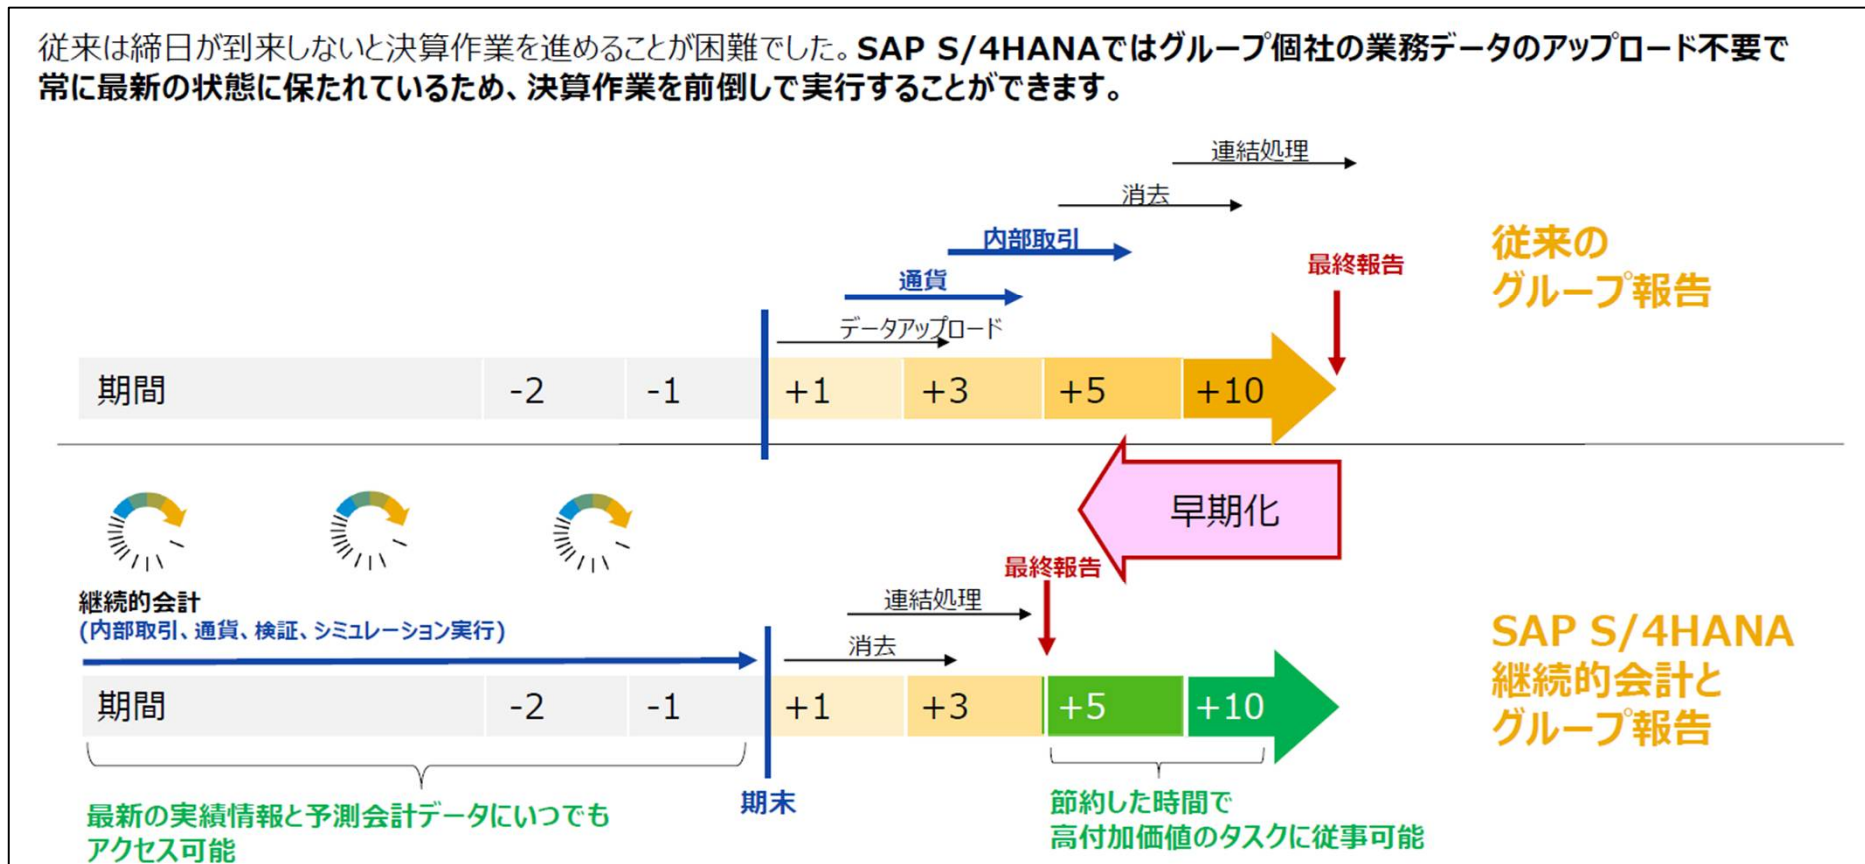 従来は締日が到来しないと決算作業を進めることが困難でした。SAP S/4HANAではグループ個社の業務データのアップロード不要で
常に最新の状態に保たれているため、決算作業を前倒しで実行することができます。
連結処理
消去
内部取引
通貨
データアップロード
最終報告
従来の
グループ報告
期間 -2 -1 +1 +3 +5 +10
早期化
継続的会計
(内部取引、通貨、検証、シミュレーション実行)
最終報告
連結処理
消去
SAP S/4HANA
継続的会計と
グループ報告
期間 -2 -1 +1 +3 +5 +10
最新の実績情報と予測会計データにいつでも
アクセス可能
期末
節約した時間で
高付加価値のタスクに従事可能